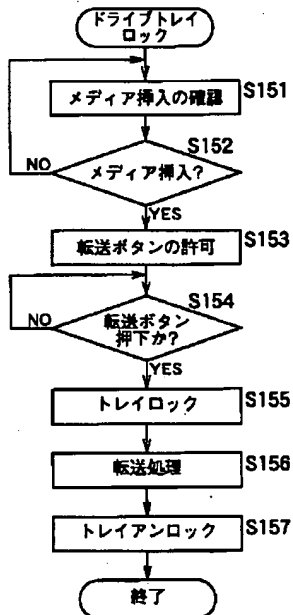 ドライブトレイ
ロック
メディア挿入の確認
S151
メディア挿入?
S152
NO
YES
転送ボタンの許可
S153
転送ボタン
押下か?
S154
NO
YES
トレイロック
S155
転送処理
S156
トレイアンロック
S157
終了